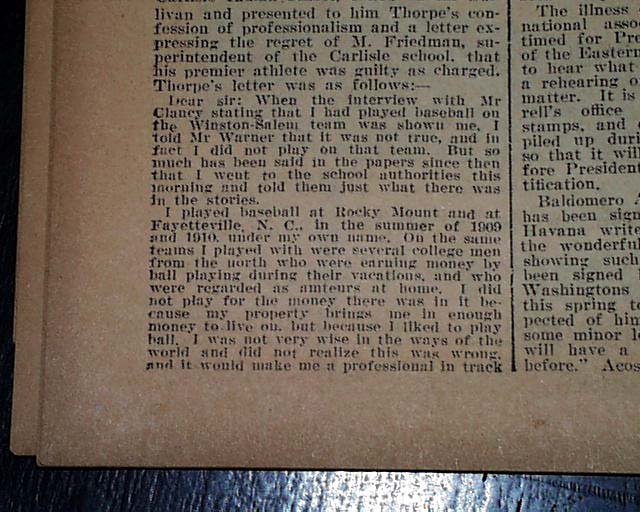 livan and presented to him Thorpe's con-
fession of professionalism and a letter ex-
pressing the regret of M. Friedman, su-
perintendent of the Carlisle school, that
his premier athlete was guilty as charged.
Thorpe's letter was as follows:—
Dear sir: When the interview with Mr
Clancy stating that I had played baseball on
the Winston-Salem team was shown me, I
told Mr Warner that it was not true, and in
fact I did not play on that team. But so
much has been said in the papers since then
that I went to the school authorities this
morning and told them just what there was
in the stories.
I played baseball at Rocky Mount and at
Fayetteville, N. C., in the summer of 1909
and 1910, under my own name. On the same
teams I played with were several college men
from the north who were earning money by
ball playing during their vacations, and who
were regarded as amteurs at home. I did
not play for the money there was in it be-
cause my property brings me in enough
money to live on, but because I liked to play
ball. I was not very wise in the ways of the
world and did not realize this was wrong,
and it would make me a professional in track
The illness
national asso
timed for Pre
of the Eastern
to hear what
a rehearing o
matter. It is
rell's office
stamps, and
piled up duri
so that it wil
fore President
tification.
Baldomero A
has been sign
Havana write
the wonderful
showing such
been signed
Washingtons
this spring to
pected of him
some minor le
will have a
before." Acos